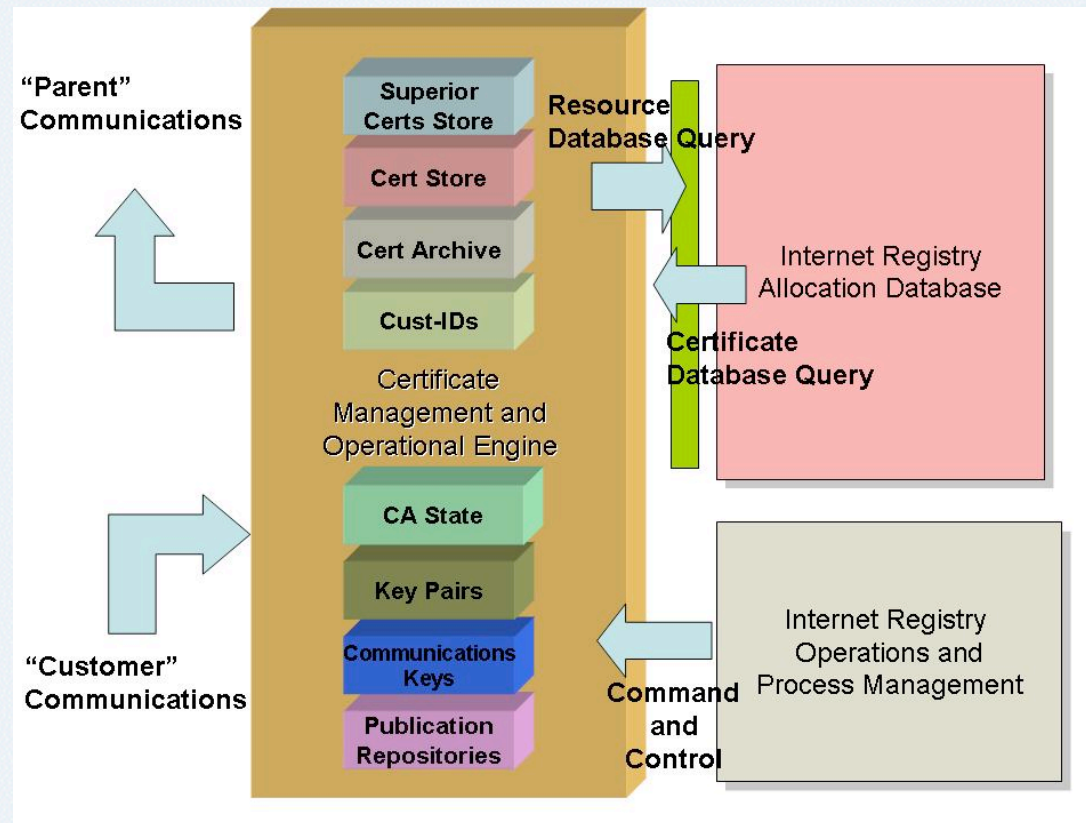 “Parent”
Communications
Superior
Certs Store
Cert Store
Cert Archive
Cust-IDs
Certificate
Management and
Operational Engine
CA State
Key Pairs
Communications
Keys
Publication
Repositories
“Customer”
Communications
Resource
Database Query
Internet Registry
Allocation Database
Certificate
Database Query
Internet Registry
Operations and
Process Management
Command
and
Control